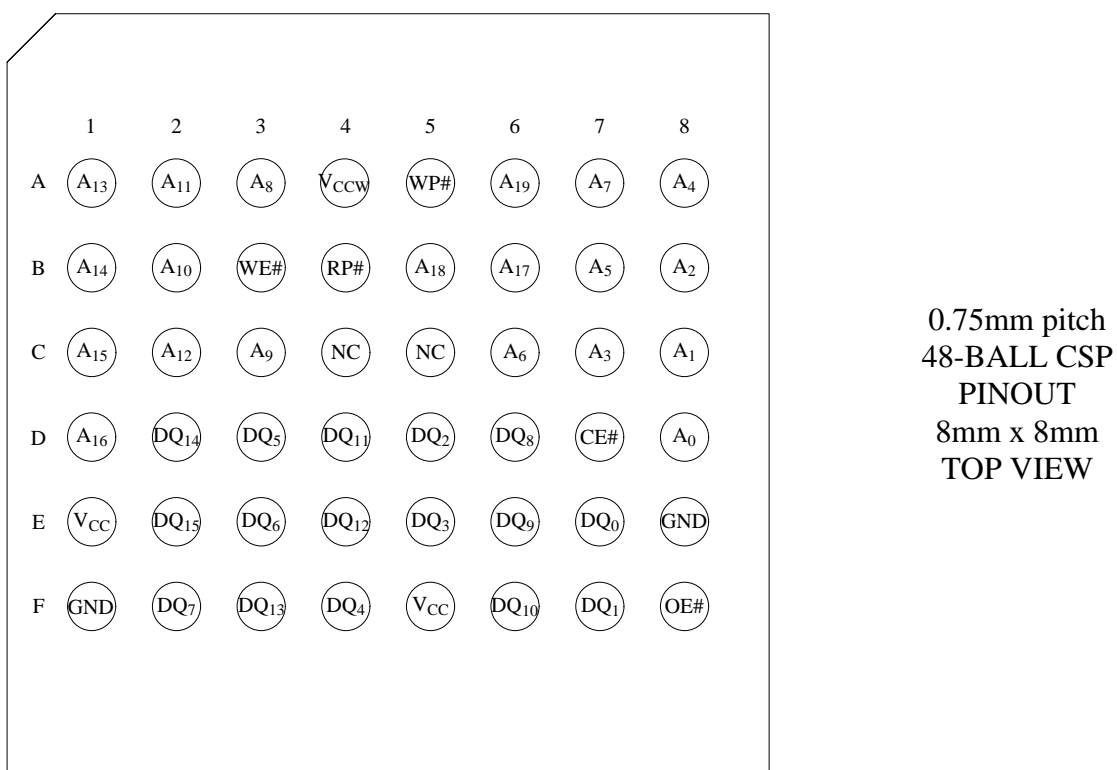 1 2 3 4 5 6 7 8
A A13 A11 A8 VCCW WP# A19 A7 A4
B A14 A10 WE# RP# A18 A17 A5 A2
C A15 A12 A9 NC NC A6 A3 A1
D A16 DQ14 DQ5 DQ11 DQ2 DQ8 CE# A0
E VCC DQ15 DQ6 DQ12 DQ3 DQ9 DQ0 GND
F GND DQ7 DQ13 DQ4 VCC DQ10 DQ1 OE#
0.75mm pitch
48-BALL CSP
PINOUT
8mm x 8mm
TOP VIEW